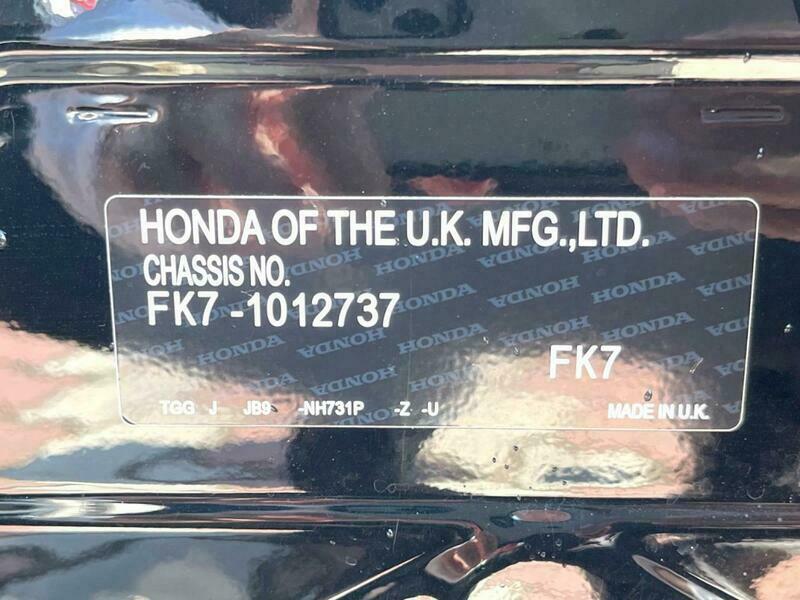 HONDA OF THE U.K. MFG.,LTD.
CHASSIS NO.
FK7-1012737
FK7
TGG J JB9 -NH731P -Z -U
MADE IN U.K.